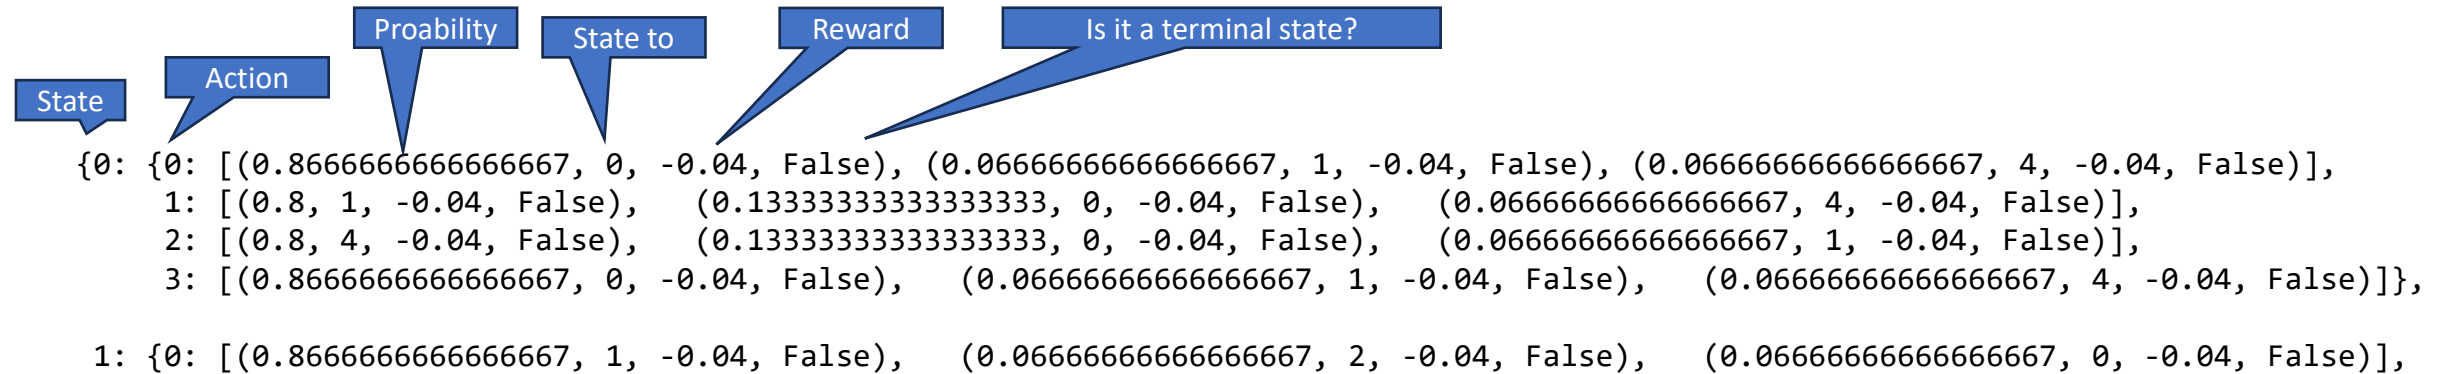 Proability
State to
Reward
Is it a terminal state?
Action
State
{0: {0: [(0.8666666666666667, 0, -0.04, False), (0.06666666666666667, 1, -0.04, False), (0.06666666666666667, 4, -0.04, False)],
1: [(0.8, 1, -0.04, False), (0.13333333333333333, 0, -0.04, False), (0.06666666666666667, 4, -0.04, False)],
2: [(0.8, 4, -0.04, False), (0.13333333333333333, 0, -0.04, False), (0.06666666666666667, 1, -0.04, False)],
3: [(0.8666666666666667, 0, -0.04, False), (0.06666666666666667, 1, -0.04, False), (0.06666666666666667, 4, -0.04, False)]},
1: {0: [(0.8666666666666667, 1, -0.04, False), (0.06666666666666667, 2, -0.04, False), (0.06666666666666667, 0, -0.04, False)],